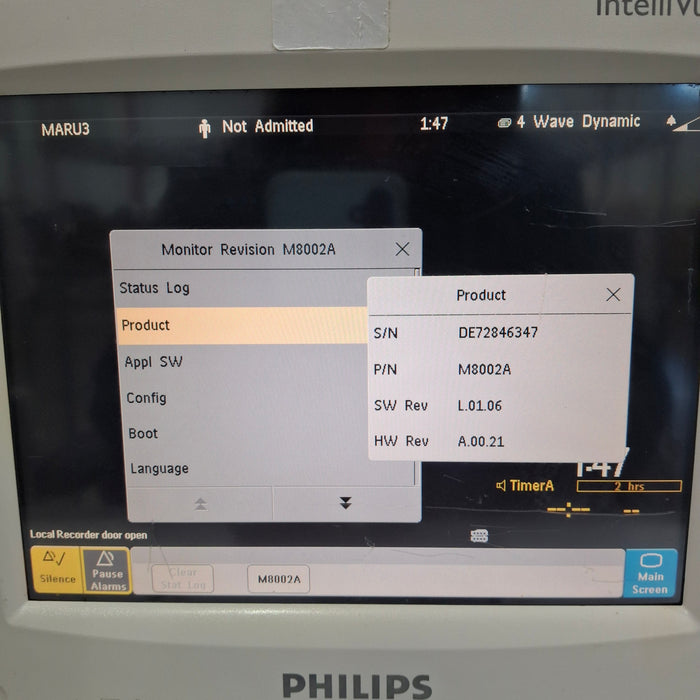 IntelliV
MARU3 Not Admitted 1:47 4 Wave Dynamic
Monitor Revision M8002A
Status Log
Product
Appl SW
Config
Boot
Language
Product
S/N DE72846347
P/N M8002A
SW Rev L.01.06
HW Rev A.00.21
1:47
TimerA 2 hrs
-:-- --
Local Recorder door open
Silence
Pause
Alarms
Clear
Stat Log
M8002A
Main
Screen
PHILIPS